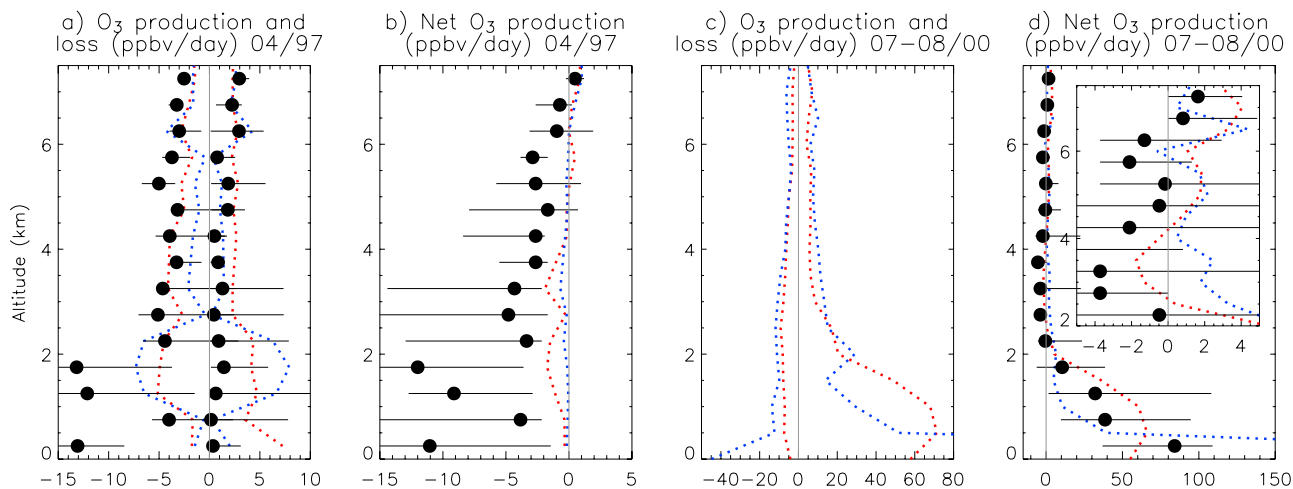 a) O3 production and
loss (ppbv/day) 04/97
b) Net O3 production
(ppbv/day) 04/97
c) O3 production and
loss (ppbv/day) 07-08/00
d) Net O3 production
(ppbv/day) 07-08/00
Altitude (km)
6
4
2
0
-15 -10 -5 0 5 10
6
4
2
0
-15 -10 -5 0 5
6
4
2
0
-40 -20 0 20 40 60 80
6
4
2
0
0 50 100 150
6
4
2
-4 -2 0 2 4